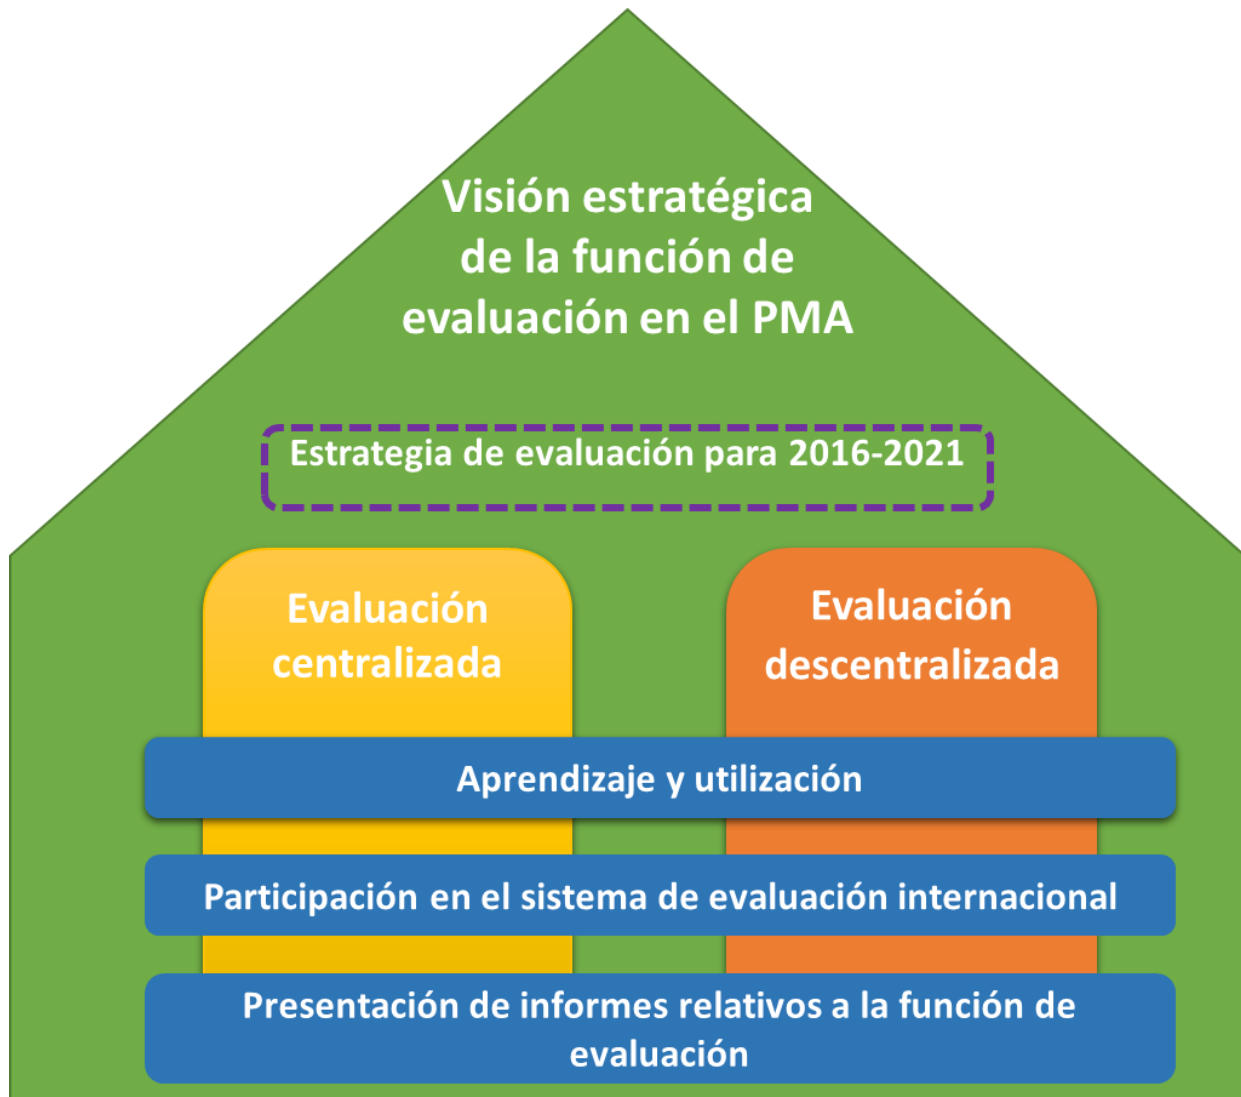 Visión estratégica
de la función de
evaluación en el PMA
Estrategia de evaluación para 2016-2021
Evaluación
centralizada
Evaluación
descentralizada
Aprendizaje y utilización
Participación en el sistema de evaluación internacional
Presentación de informes relativos a la función de
evaluación